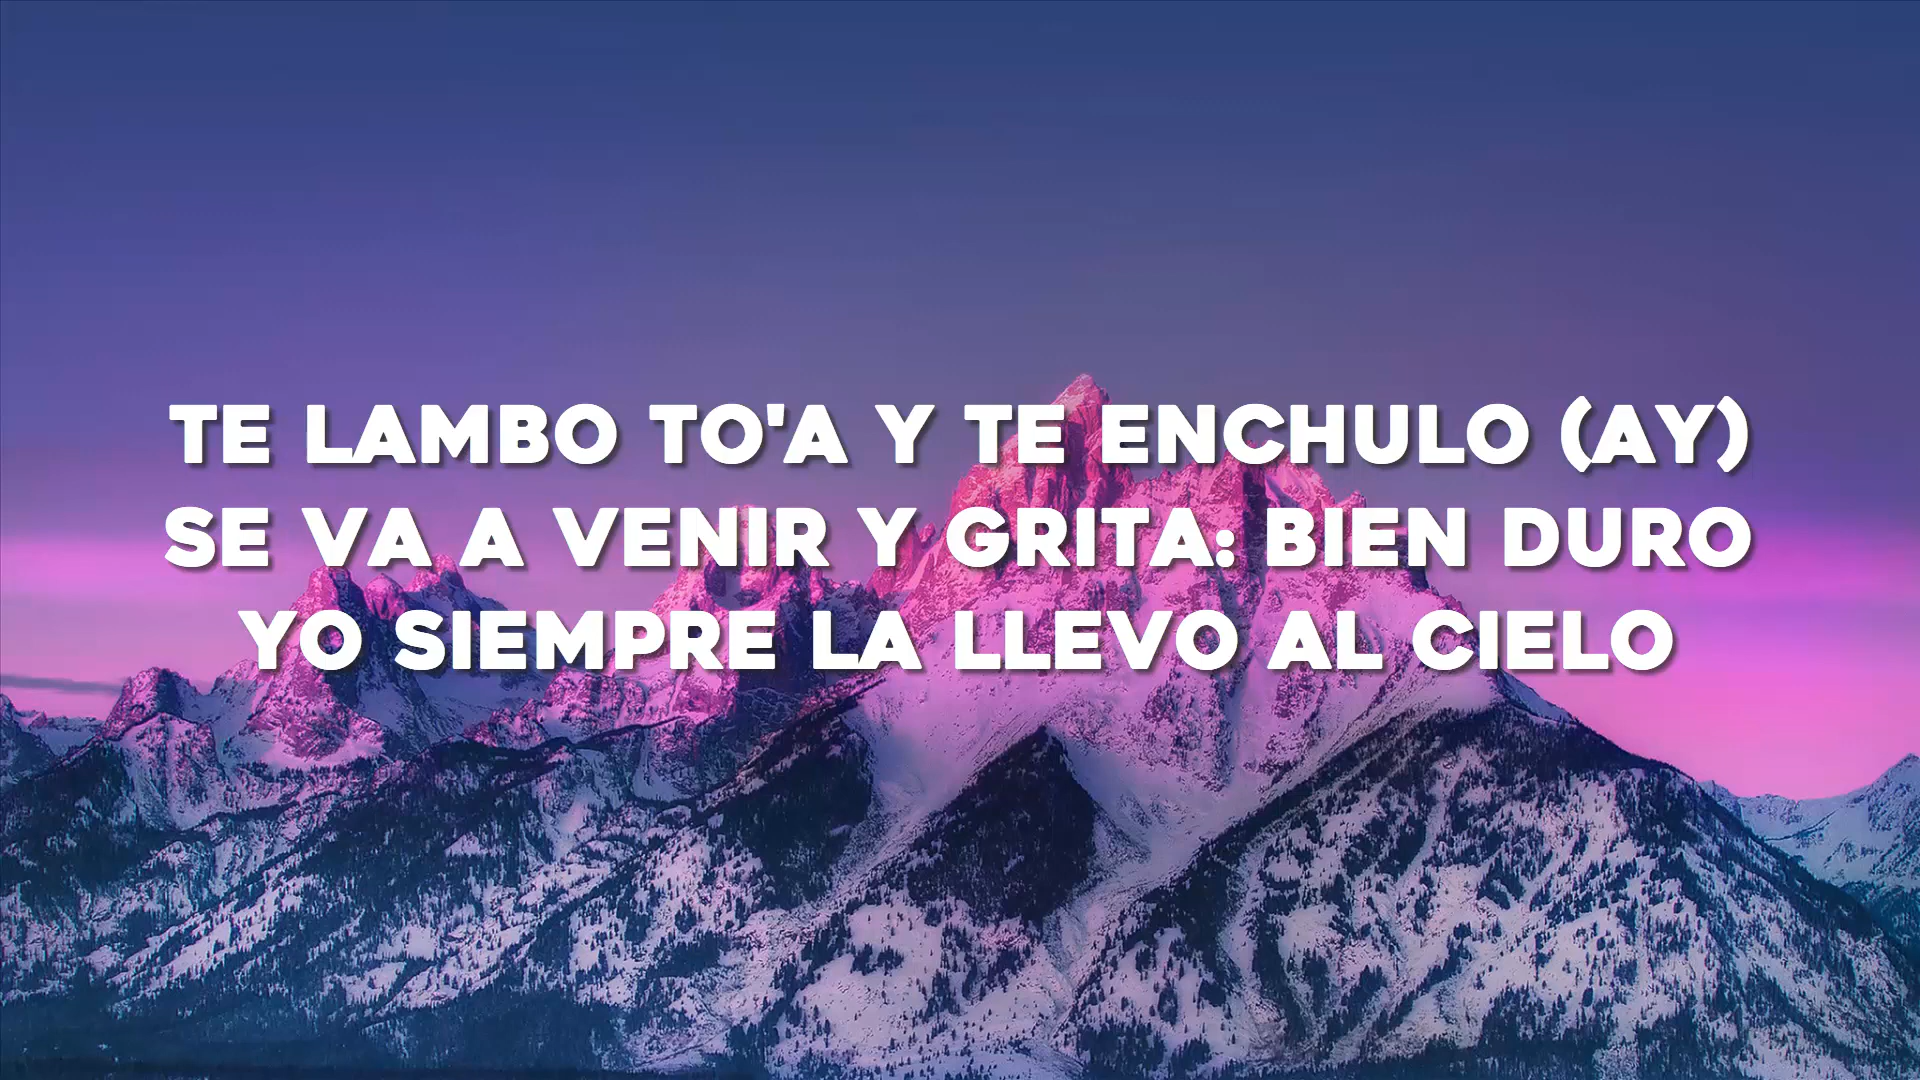 TE LAMBO TO'A Y TE ENCHULO (AY)
SE VA A VENIR Y GRITA: BIEN DURO
YO SIEMPRE LA LLEVO AL CIELO